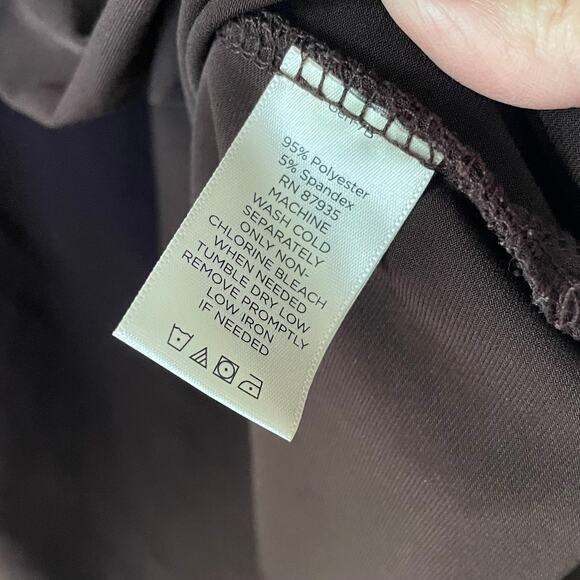 95% Polyester
5% Spandex
RN 87935
MACHINE
WASH COLD
SEPARATELY
ONLY NON-
CHLORINE BLEACH
WHEN NEEDED
TUMBLE DRY LOW
REMOVE PROMPTLY
LOW IRON
IF NEEDED